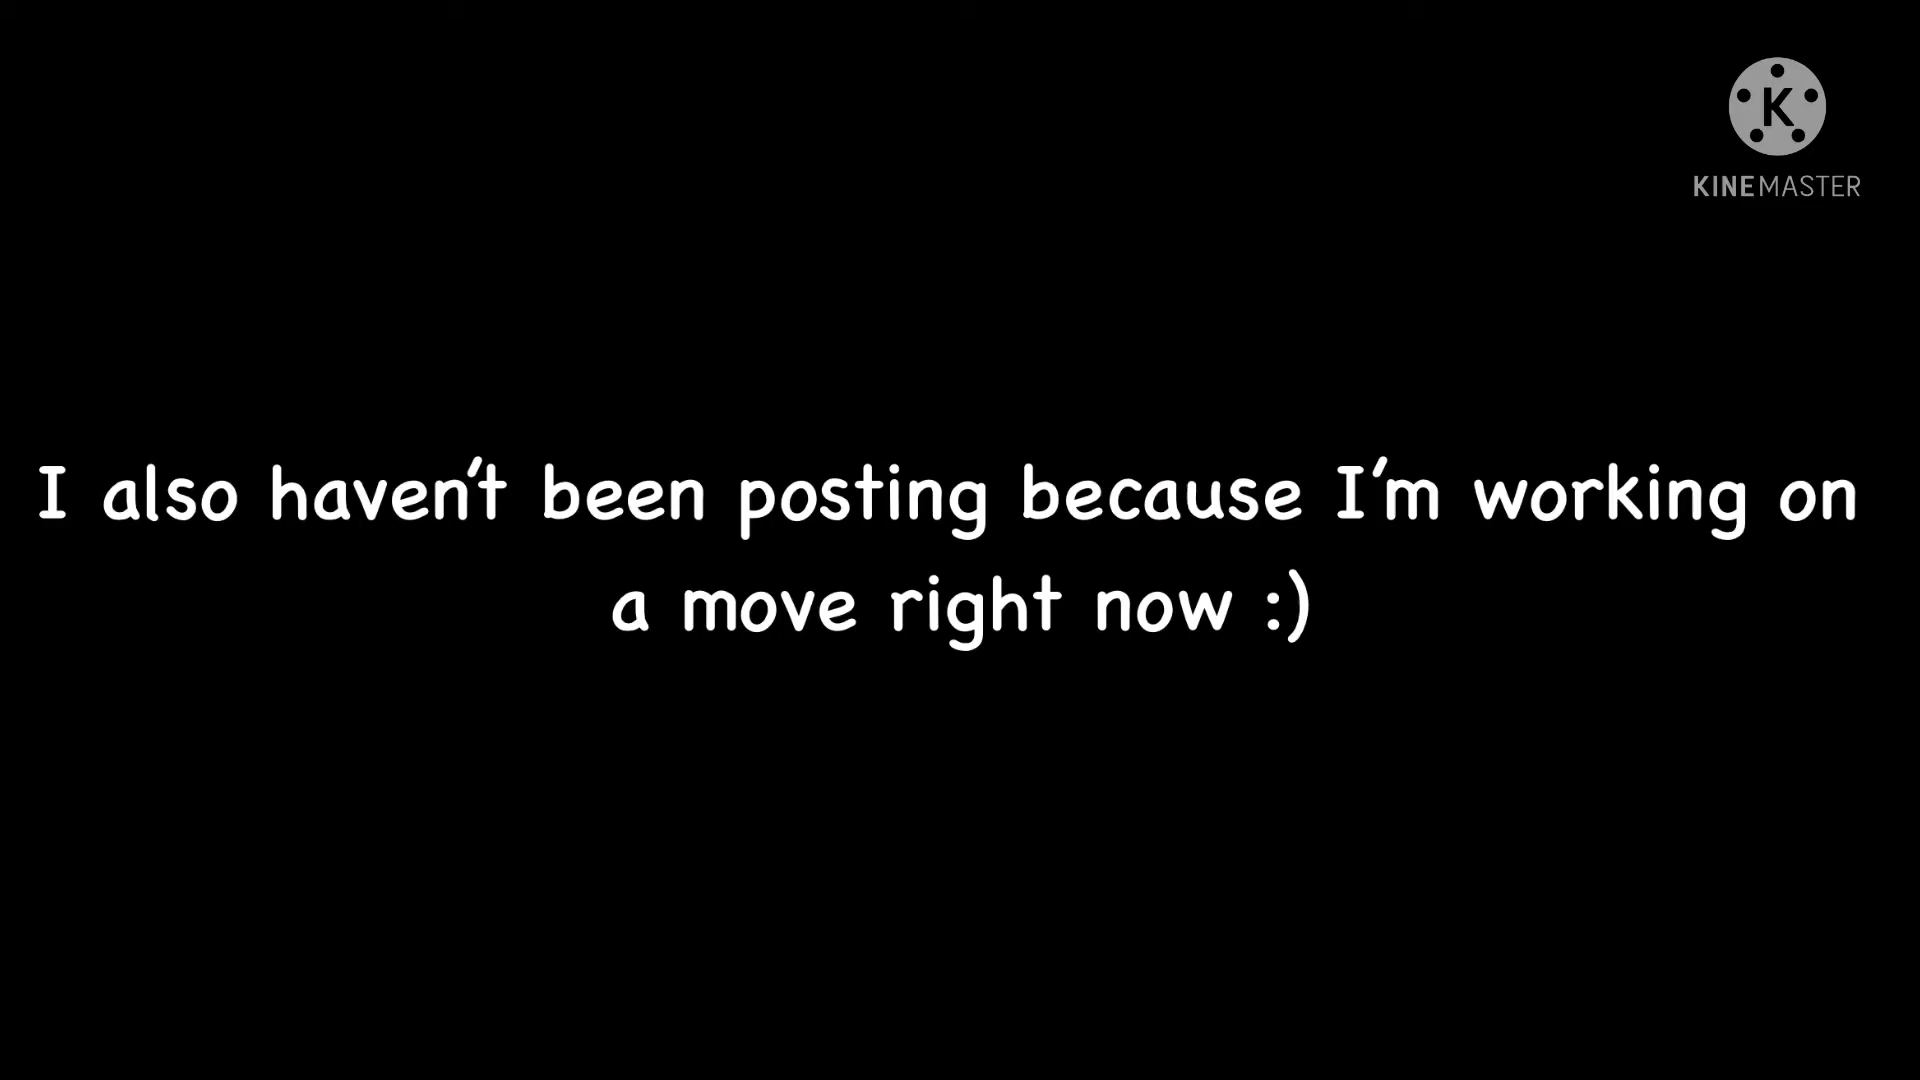 K
KINEMASTER
I also haven't been posting because I'm working on
a move right now :)